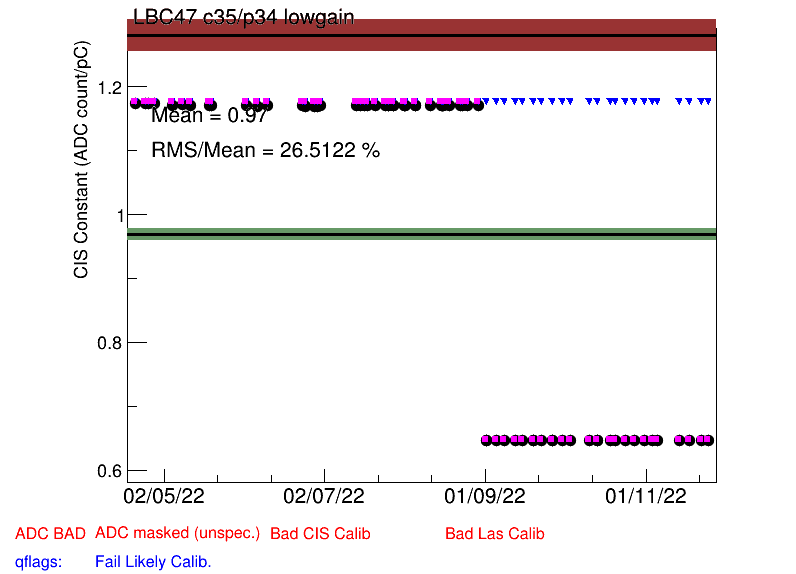 LBC47 c35/p34 lowgain
CIS Constant (ADC count/pC)
1.2
Mean = 0.97
RMS/Mean = 26.5122 %
1
0.8
0.6
02/05/22 02/07/22 01/09/22 01/11/22
ADC BAD ADC masked (unspec.) Bad CIS Calib Bad Las Calib
qflags: Fail Likely Calib.